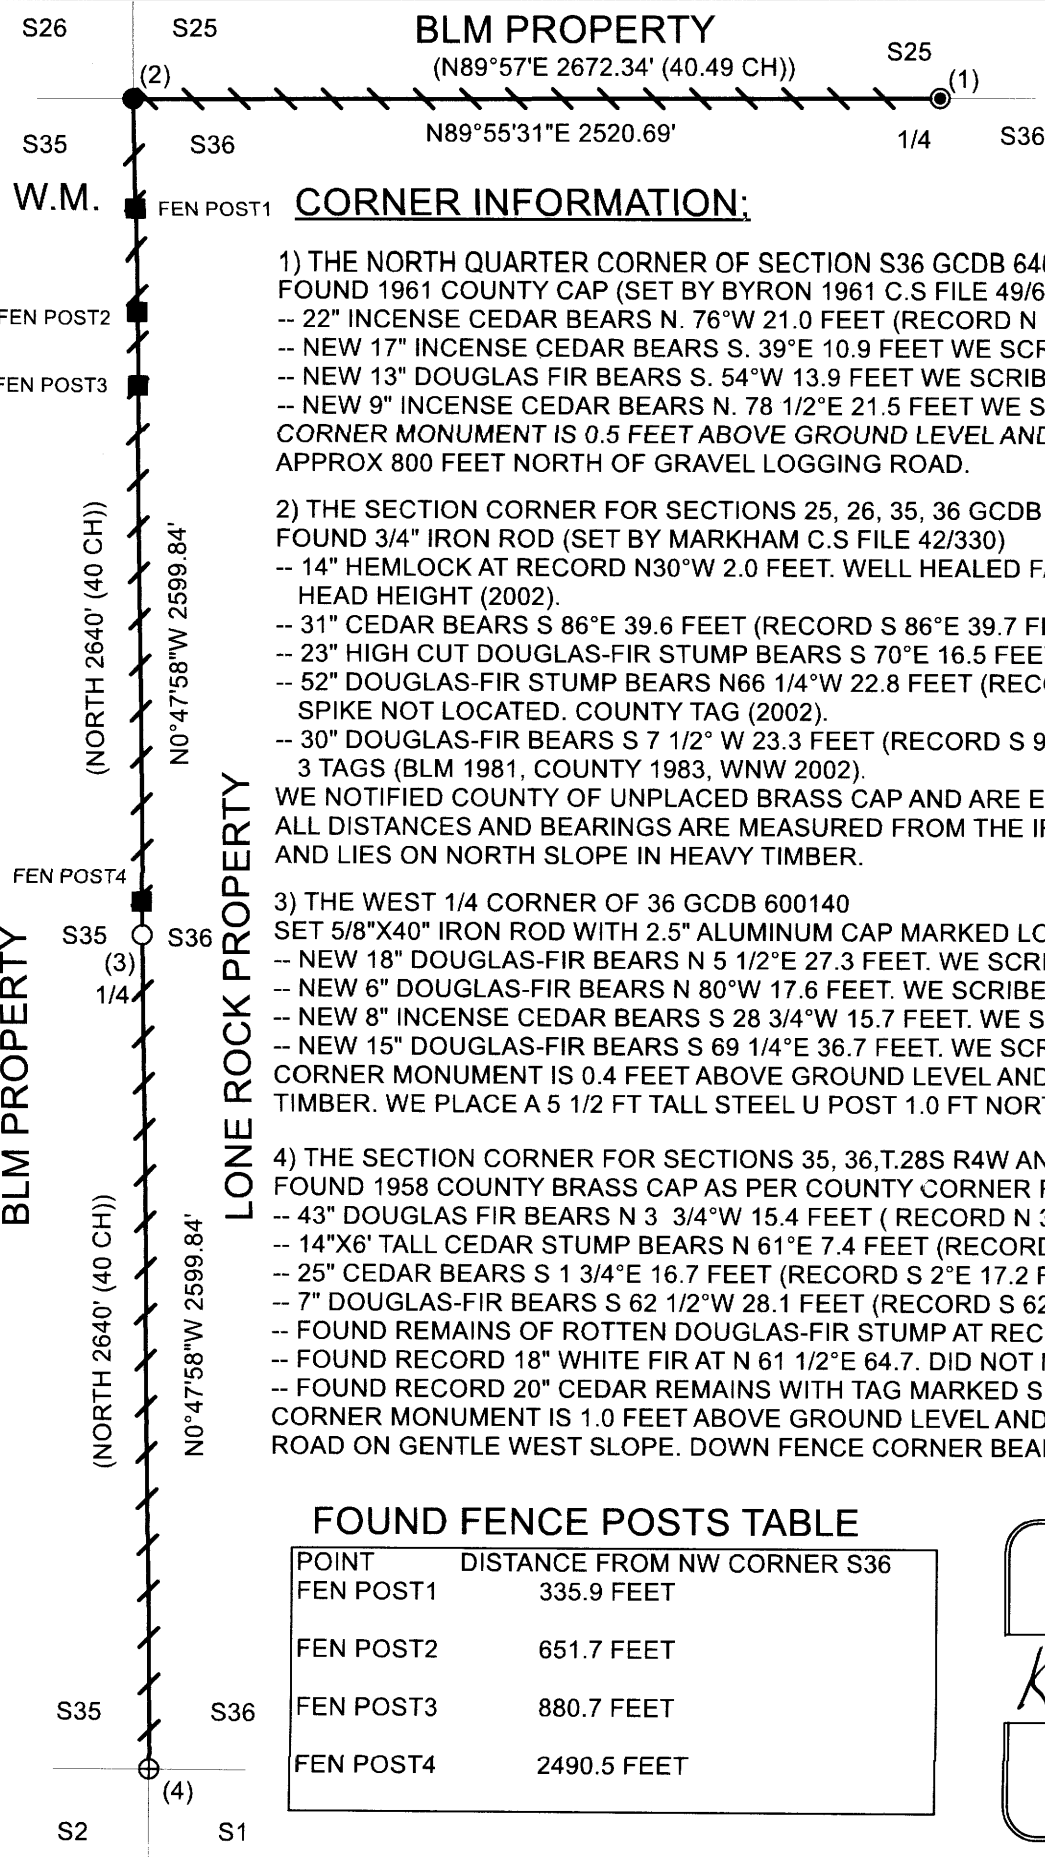 S26
S25
BLM PROPERTY
(N89°57'E 2672.34' (40.49 CH))
S25
(2)
(1)
S35
S36
N89°55'31"E 2520.69'
1/4
S36
W.M.
FEN POST1
CORNER INFORMATION;
1) THE NORTH QUARTER CORNER OF SECTION S36 GCDB 64
FOUND 1961 COUNTY CAP (SET BY BYRON 1961 C.S FILE 49/6
FEN POST2
-- 22" INCENSE CEDAR BEARS N. 76°W 21.0 FEET (RECORD N
-- NEW 17" INCENSE CEDAR BEARS S. 39°E 10.9 FEET WE SCR
FEN POST3
-- NEW 13" DOUGLAS FIR BEARS S. 54°W 13.9 FEET WE SCRIB
-- NEW 9" INCENSE CEDAR BEARS N. 78 1/2°E 21.5 FEET WE S
CORNER MONUMENT IS 0.5 FEET ABOVE GROUND LEVEL AND
APPROX 800 FEET NORTH OF GRAVEL LOGGING ROAD.
2) THE SECTION CORNER FOR SECTIONS 25, 26, 35, 36 GCDB
FOUND 3/4" IRON ROD (SET BY MARKHAM C.S FILE 42/330)
-- 14" HEMLOCK AT RECORD N30°W 2.0 FEET. WELL HEALED FA
HEAD HEIGHT (2002).
-- 31" CEDAR BEARS S 86°E 39.6 FEET (RECORD S 86°E 39.7 F
-- 23" HIGH CUT DOUGLAS-FIR STUMP BEARS S 70°E 16.5 FEE
-- 52" DOUGLAS-FIR STUMP BEARS N66 1/4°W 22.8 FEET (REC
SPIKE NOT LOCATED. COUNTY TAG (2002).
-- 30" DOUGLAS-FIR BEARS S 7 1/2° W 23.3 FEET (RECORD S 9
3 TAGS (BLM 1981, COUNTY 1983, WNW 2002).
WE NOTIFIED COUNTY OF UNPLACED BRASS CAP AND ARE E
ALL DISTANCES AND BEARINGS ARE MEASURED FROM THE I
AND LIES ON NORTH SLOPE IN HEAVY TIMBER.
(NORTH 2640' (40 CH))
N0°47'58"W 2599.84'
LONE ROCK PROPERTY
BLM PROPERTY
FEN POST4
S35
S36
(3)
1/4
3) THE WEST 1/4 CORNER OF 36 GCDB 600140
SET 5/8"X40" IRON ROD WITH 2.5" ALUMINUM CAP MARKED LO
-- NEW 18" DOUGLAS-FIR BEARS N 5 1/2°E 27.3 FEET. WE SCRI
-- NEW 6" DOUGLAS-FIR BEARS N 80°W 17.6 FEET. WE SCRIBE
-- NEW 8" INCENSE CEDAR BEARS S 28 3/4°W 15.7 FEET. WE S
-- NEW 15" DOUGLAS-FIR BEARS S 69 1/4°E 36.7 FEET. WE SCR
CORNER MONUMENT IS 0.4 FEET ABOVE GROUND LEVEL AND
TIMBER. WE PLACE A 5 1/2 FT TALL STEEL U POST 1.0 FT NOR
4) THE SECTION CORNER FOR SECTIONS 35, 36,T.28S R4W AN
FOUND 1958 COUNTY BRASS CAP AS PER COUNTY CORNER
-- 43" DOUGLAS FIR BEARS N 3 3/4°W 15.4 FEET ( RECORD N 3
-- 14"X6' TALL CEDAR STUMP BEARS N 61°E 7.4 FEET (RECORD
-- 25" CEDAR BEARS S 1 3/4°E 16.7 FEET (RECORD S 2°E 17.2 F
-- 7" DOUGLAS-FIR BEARS S 62 1/2°W 28.1 FEET (RECORD S 62
-- FOUND REMAINS OF ROTTEN DOUGLAS-FIR STUMP AT REC
-- FOUND RECORD 18" WHITE FIR AT N 61 1/2°E 64.7. DID NOT
-- FOUND RECORD 20" CEDAR REMAINS WITH TAG MARKED S
CORNER MONUMENT IS 1.0 FEET ABOVE GROUND LEVEL AND
ROAD ON GENTLE WEST SLOPE. DOWN FENCE CORNER BEA
(NORTH 2640' (40 CH))
N0°47'58"W 2599.84'
FOUND FENCE POSTS TABLE
POINT DISTANCE FROM NW CORNER S36
FEN POST1 335.9 FEET
FEN POST2 651.7 FEET
FEN POST3 880.7 FEET
FEN POST4 2490.5 FEET
S35
S36
(4)
S2
S1